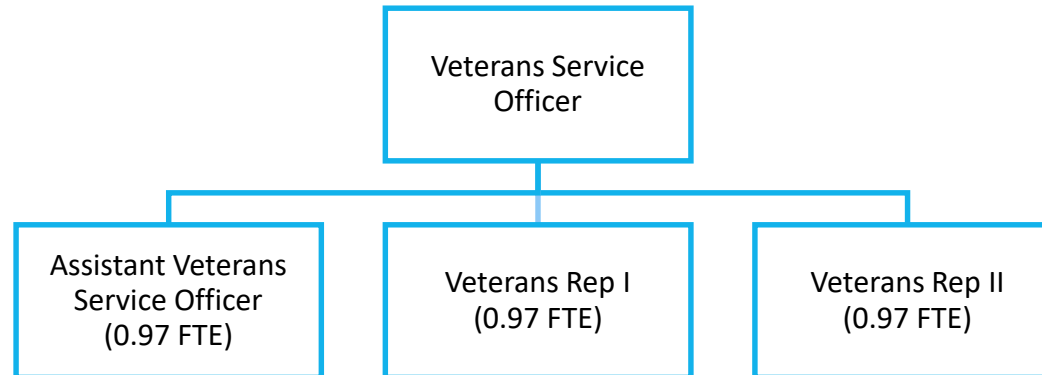 Veterans Service
Officer
Assistant Veterans
Service Officer
(0.97 FTE)
Veterans Rep I
(0.97 FTE)
Veterans Rep II
(0.97 FTE)